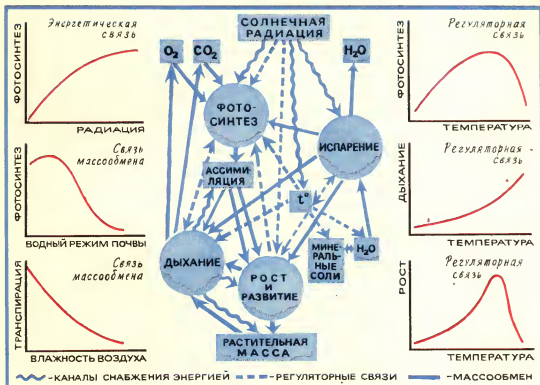 Энергетическая
связь
ФОТОСИНТЕЗ
РАДИАЦИЯ
Связь
массообмена
ФОТОСИНТЕЗ
ВОДНЫЙ РЕЖИМ ПОЧВЫ
Связь
массообмена
ТРАНСПИРАЦИЯ
ВЛАЖНОСТЬ ВОЗДУХА
СОЛНЕЧНАЯ
РАДИАЦИЯ
O₂
CO₂
H₂O
ФОТО-
СИНТЕЗ
ИСПАРЕНИЕ
АССИМИ-
ЛЯЦИЯ
t°
МИНЕ-
РАЛЬ-
НЫЕ
СОЛИ
H₂O
ДЫХАНИЕ
РОСТ
И
РАЗВИТИЕ
РАСТИТЕЛЬНАЯ
МАССА
Регуляторная
связь
ФОТОСИНТЕЗ
ТЕМПЕРАТУРА
Регуляторная
связь
ДЫХАНИЕ
ТЕМПЕРАТУРА
Регуляторная
связь
РОСТ
ТЕМПЕРАТУРА
-КАНАЛЫ СНАБЖЕНИЯ ЭНЕРГИЕЙ -РЕГУЛЯТОРНЫЕ СВЯЗИ -МАССООБМЕН